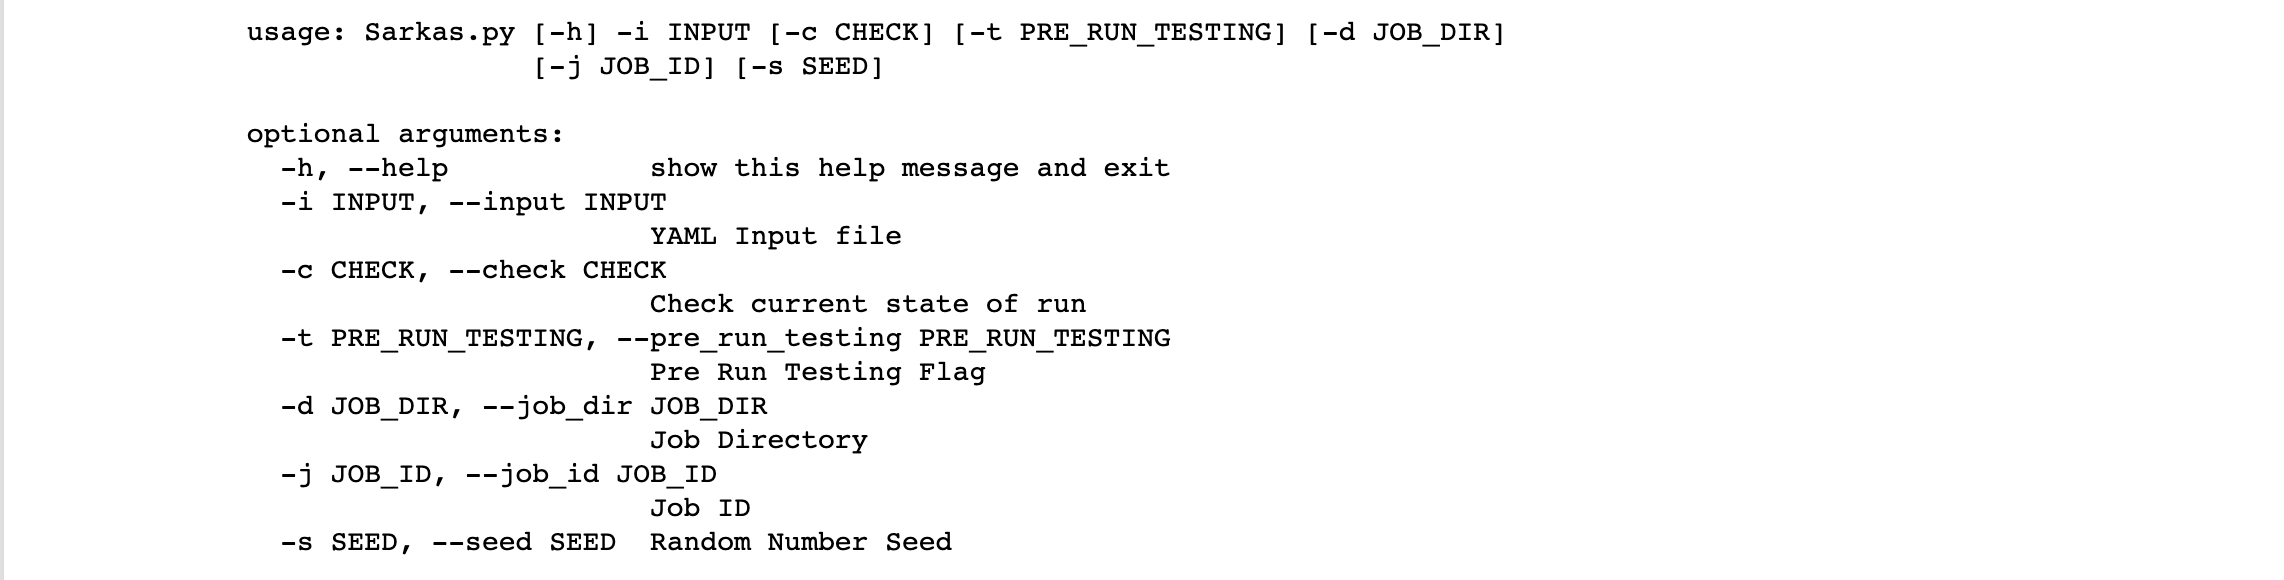 usage: Sarkas.py [-h] -i INPUT [-c CHECK] [-t PRE_RUN_TESTING] [-d JOB_DIR]
                 [-j JOB_ID] [-s SEED]

optional arguments:
  -h, --help            show this help message and exit
  -i INPUT, --input INPUT
                        YAML Input file
  -c CHECK, --check CHECK
                        Check current state of run
  -t PRE_RUN_TESTING, --pre_run_testing PRE_RUN_TESTING
                        Pre Run Testing Flag
  -d JOB_DIR, --job_dir JOB_DIR
                        Job Directory
  -j JOB_ID, --job_id JOB_ID
                        Job ID
  -s SEED, --seed SEED  Random Number Seed